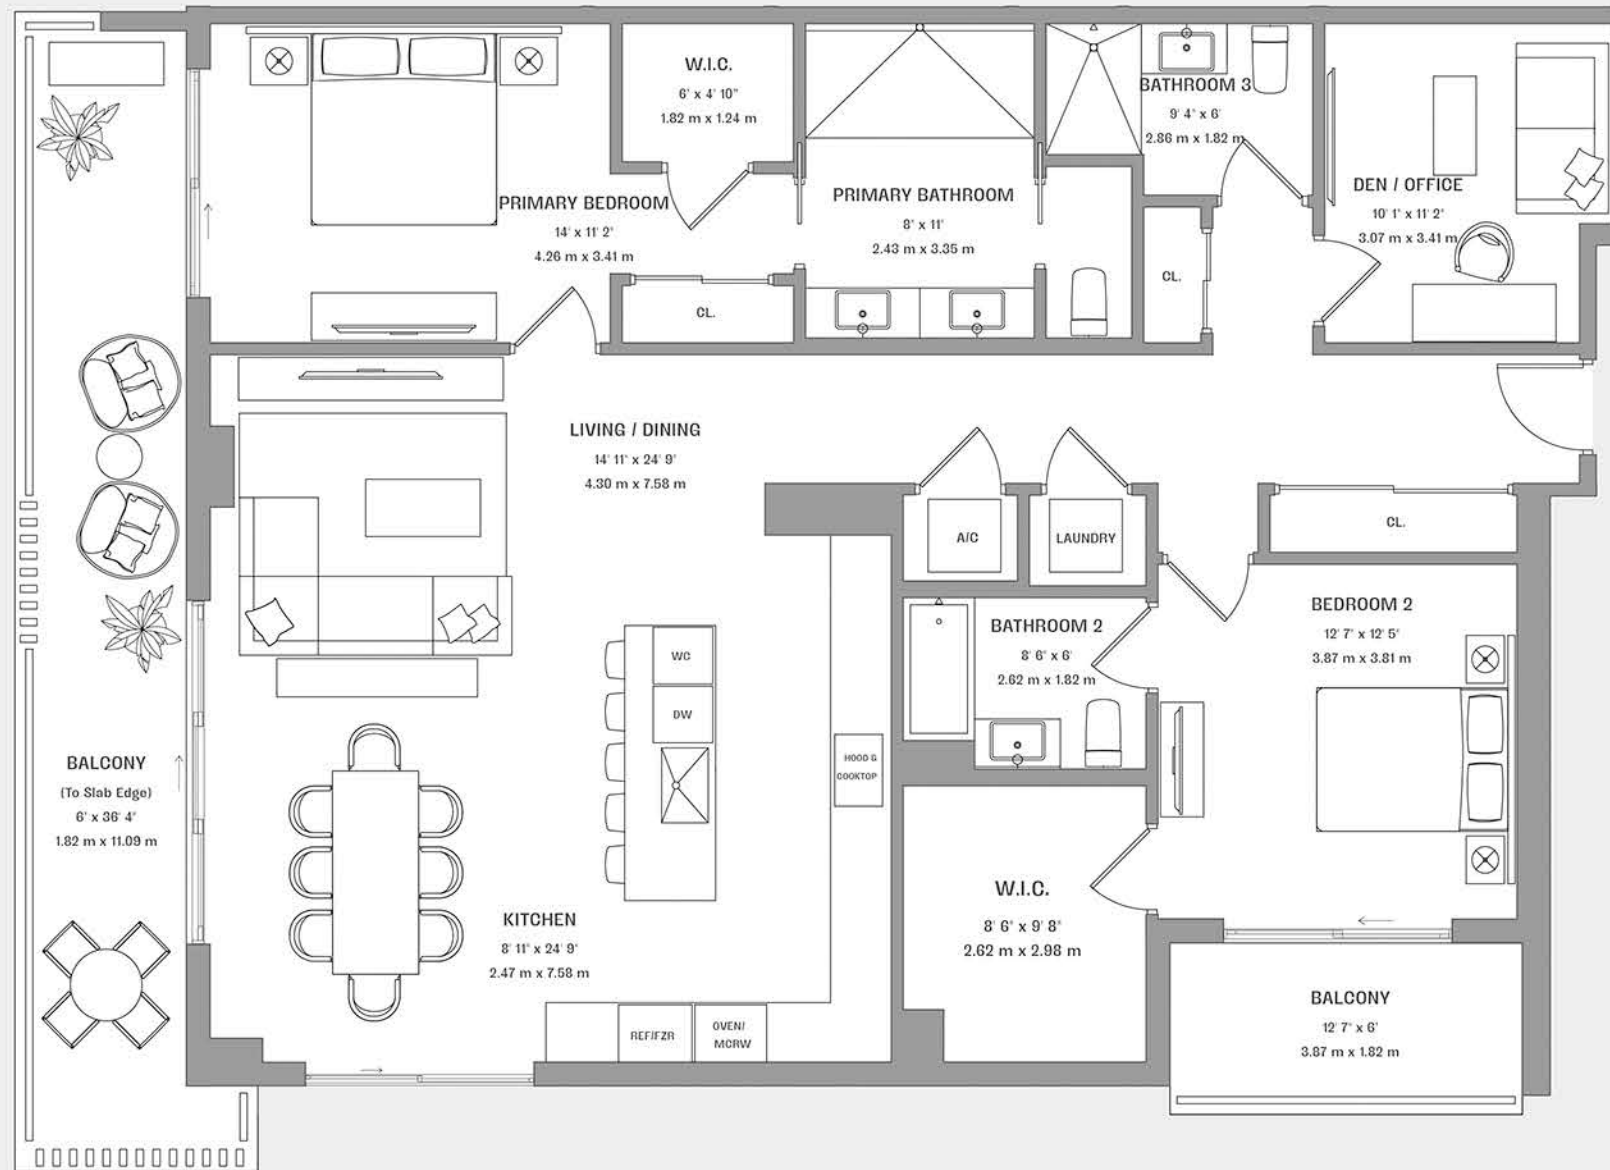 W.I.C.
6' x 4' 10"
1.82 m x 1.24 m
BATHROOM 3
9' 4" x 6'
2.86 m x 1.82 m
PRIMARY BEDROOM
14' x 11' 2"
4.26 m x 3.41 m
PRIMARY BATHROOM
8' x 11'
2.43 m x 3.35 m
DEN / OFFICE
10' 1" x 11' 2"
3.07 m x 3.41 m
CL.
CL.
LIVING / DINING
14' 11" x 24' 9"
4.30 m x 7.58 m
A/C
LAUNDRY
CL.
BEDROOM 2
12' 7" x 12' 5"
3.87 m x 3.81 m
BATHROOM 2
8' 6" x 6'
2.62 m x 1.82 m
WC
DW
HOOD &
COOKTOP
BALCONY
(To Slab Edge)
6' x 36' 4"
1.82 m x 11.09 m
KITCHEN
8' 11" x 24' 9"
2.47 m x 7.58 m
W.I.C.
8' 6" x 9' 8"
2.62 m x 2.98 m
REF/FZR
OVEN/
MCRW
BALCONY
12' 7" x 6'
3.87 m x 1.82 m